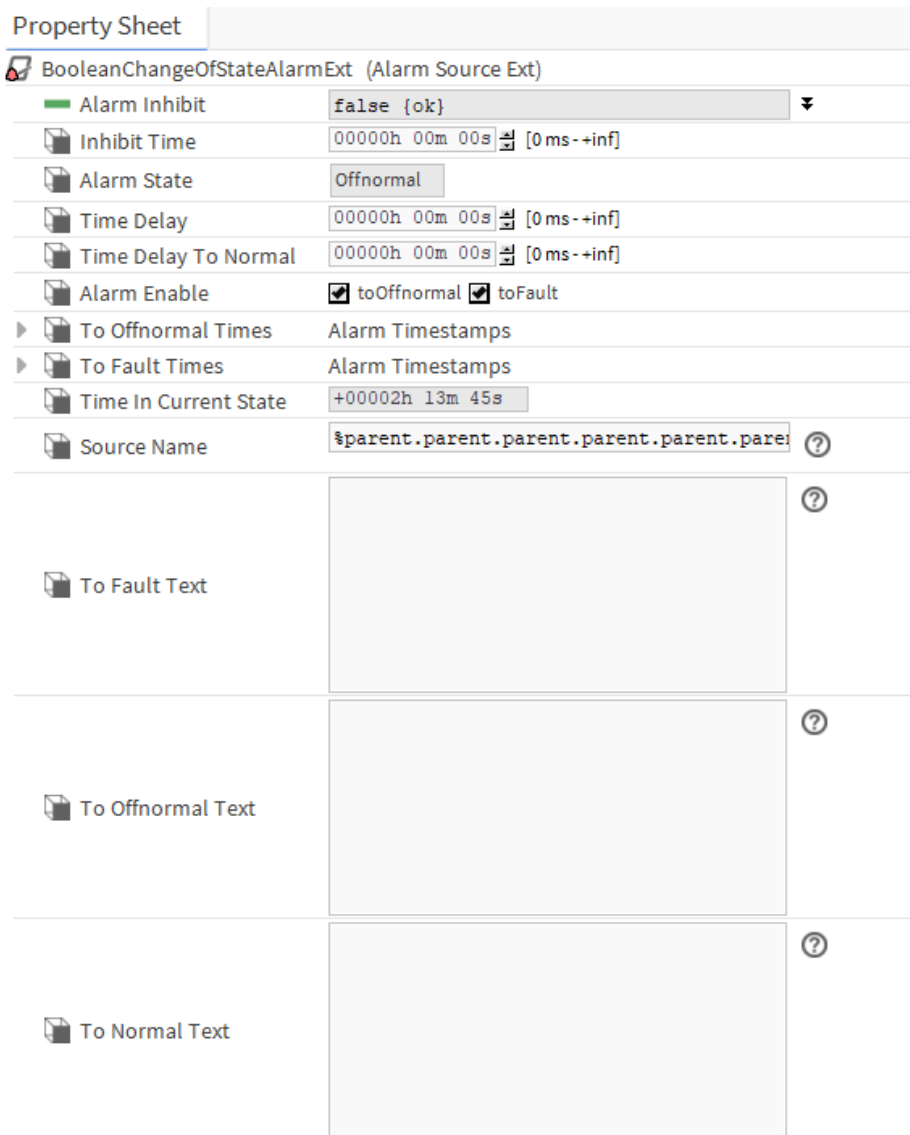 Property Sheet
BooleanChangeOfStateAlarmExt (Alarm Source Ext)
Alarm Inhibit false {ok}
Inhibit Time 00000h 00m 00s [0 ms - +inf]
Alarm State Offnormal
Time Delay 00000h 00m 00s [0 ms - +inf]
Time Delay To Normal 00000h 00m 00s [0 ms - +inf]
Alarm Enable toOffnormal toFault
To Offnormal Times Alarm Timestamps
To Fault Times Alarm Timestamps
Time In Current State +00002h 13m 45s
Source Name %parent.parent.parent.parent.parent.paren
To Fault Text
To Offnormal Text
To Normal Text